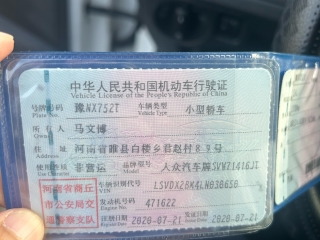 中华人民共和国机动车行驶证
Vehicle License of the People's Republic of China
号牌号码 豫NX752T 车辆类型 小型轿车
Plate No. Vehicle Type
所有人 马文博
Owner
住址 河南省睢县白楼乡君赵村89号
Address
使用性质 非营运 品牌型号 大众汽车牌SVW71416JT
Use Character Model
河南省商丘市公安局交通警察支队
车辆识别代号
VIN
发动机号码 471622
Engine No.
注册日期 2020-07-21 发证日期 2020-07-21